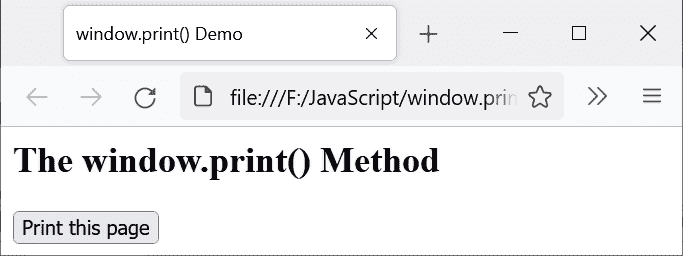 window.print() Demo
file:///F:/JavaScript/window.prin
The window.print() Method
Print this page